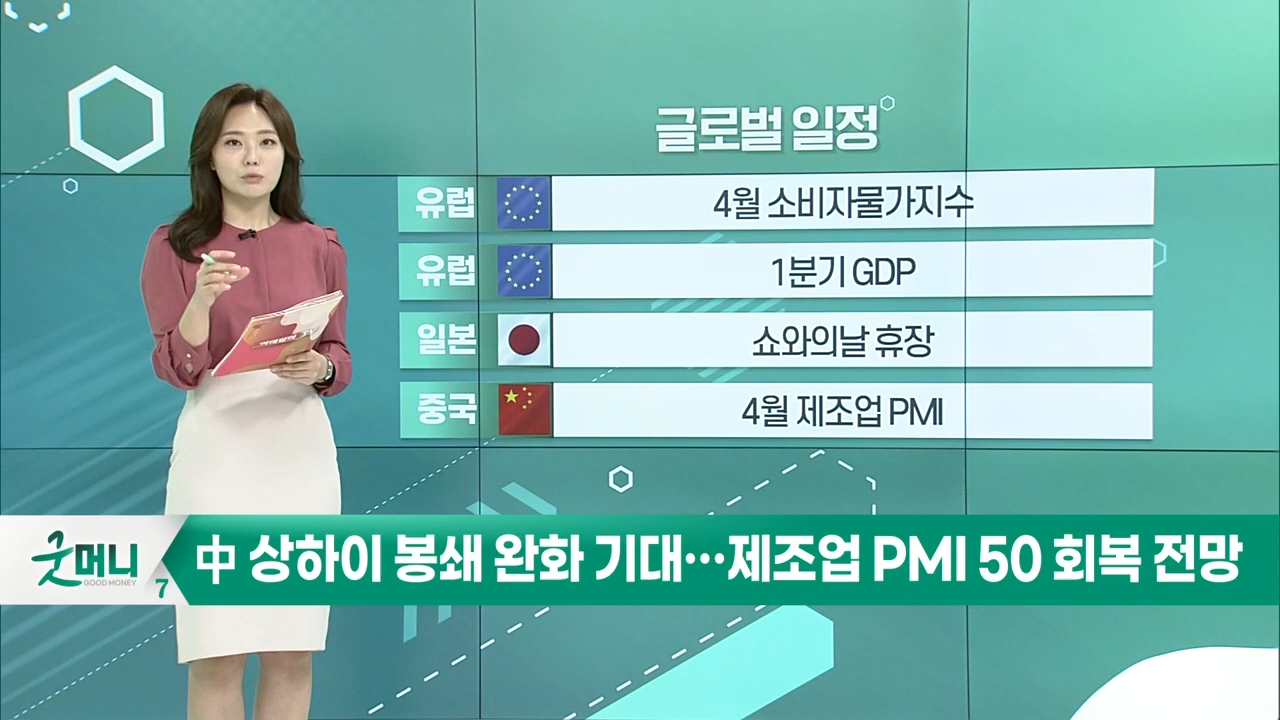 글로벌 일정
유럽 4월 소비자물가지수
유럽 1분기 GDP
일본 쇼와의날 휴장
중국 4월 제조업 PMI
굿머니
GOOD MONEY
7
中 상하이 봉쇄 완화 기대…제조업 PMI 50 회복 전망